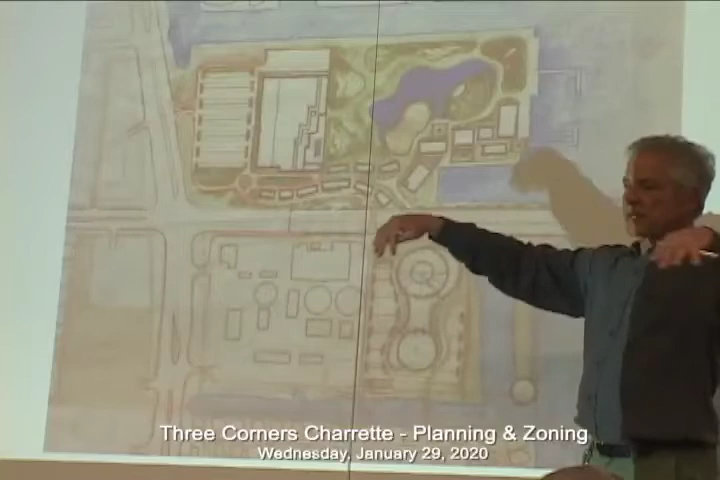 Three Corners Charrette - Planning & Zoning
Wednesday, January 29, 2020